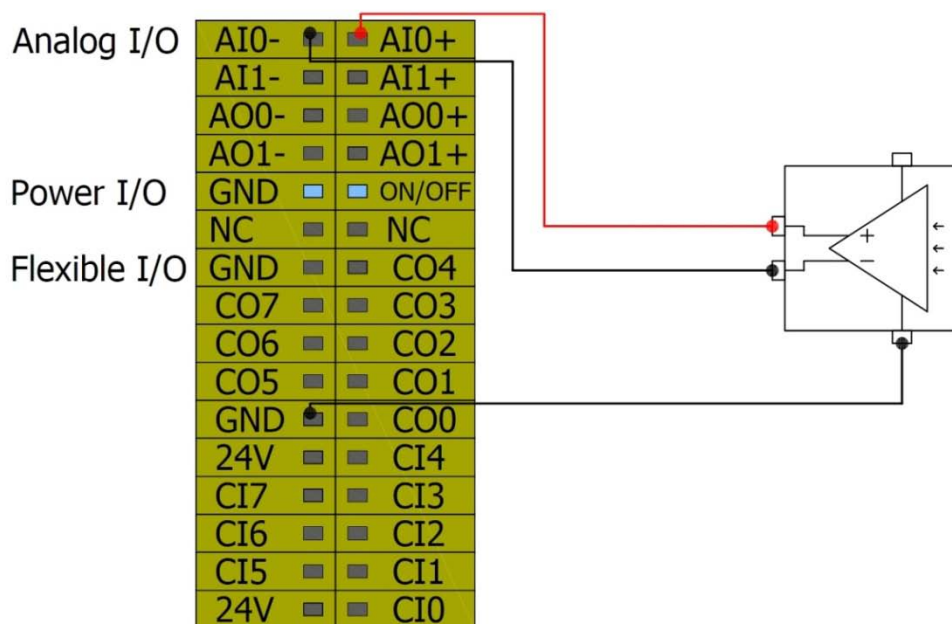 Analog I/O AI0- AI0+
AI1- AI1+
AO0- AO0+
AO1- AO1+
Power I/O GND ON/OFF
NC NC
Flexible I/O GND CO4
CO7 CO3
CO6 CO2
CO5 CO1
GND CO0
24V CI4
CI7 CI3
CI6 CI2
CI5 CI1
24V CI0
+
−